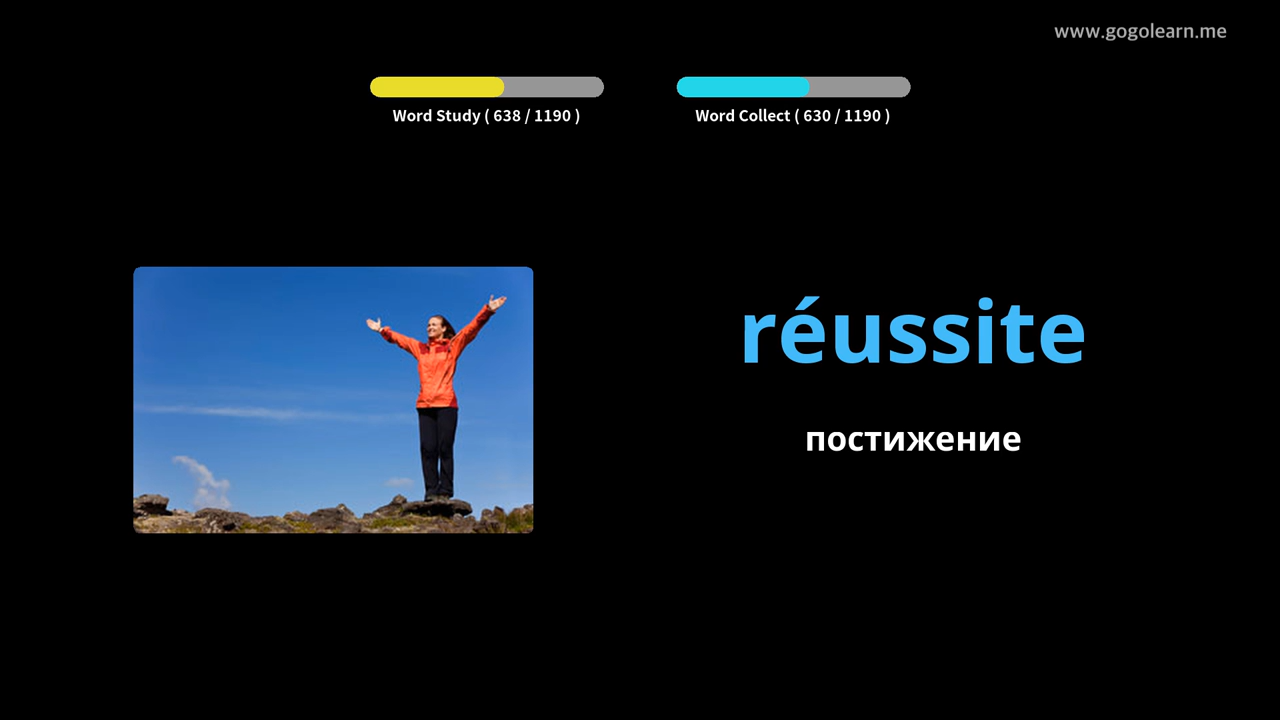 www.gogolearn.me
Word Study ( 638 / 1190 )
Word Collect ( 630 / 1190 )
réussite
постижение